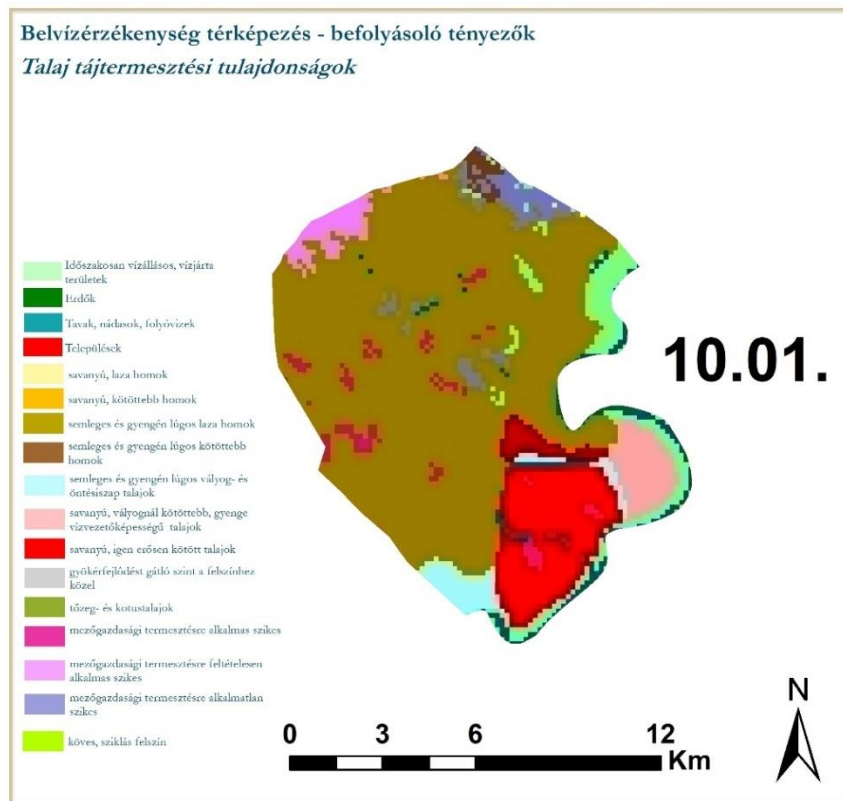 Belvízérzékenység térképezés - befolyásoló tényezők
Talaj tájtermesztési tulajdonságok
Időszakosan vízállásos, vízjárta
területek
Erdők
Tavak, nádasok, folyóvizek
Települések
savanyú, laza homok
savanyú, kötöttebb homok
semleges és gyengén lúgos laza homok
semleges és gyengén lúgos kötöttebb
homok
semleges és gyengén lúgos vályog- és
öntésiszap talajok
savanyú, vályognál kötöttebb, gyenge
vízvezetőképességű talajok
savanyú, igen erősen kötött talajok
gyökérfejlődést gátló szint a felszínhez
közel
tőzeg- és kotustalajok
mezőgazdasági termesztésre alkalmas szikes
mezőgazdasági termesztésre feltételesen
alkalmas szikes
mezőgazdasági termesztésre alkalmatlan
szikes
köves, sziklás felszín
10.01.
N
0 3 6 12
Km